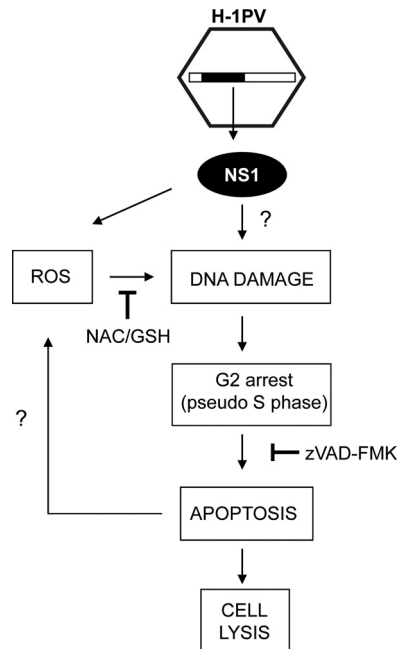 H-1PV
NS1
?
ROS
DNA DAMAGE
NAC/GSH
G2 arrest
(pseudo S phase)
?
zVAD-FMK
APOPTOSIS
CELL
LYSIS